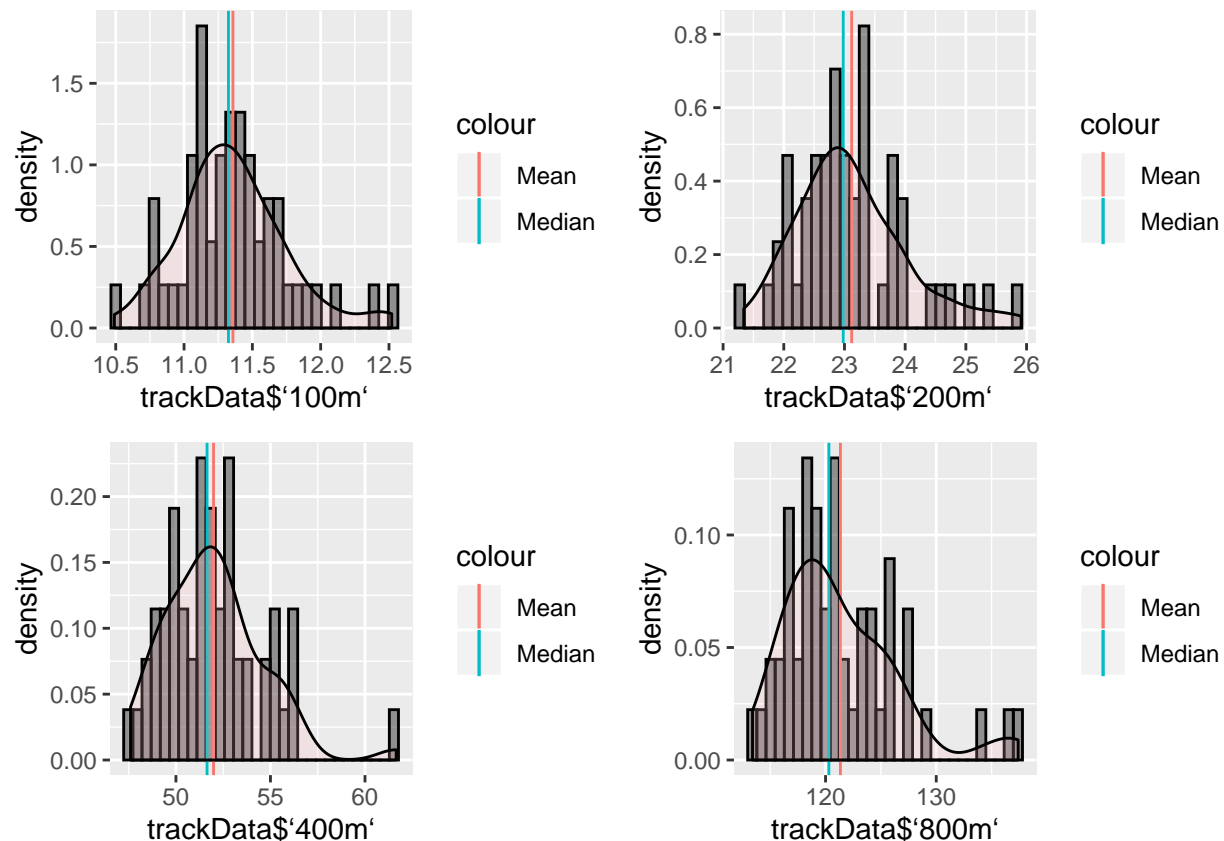 density
1.5
1.0
0.5
0.0
10.5 11.0 11.5 12.0 12.5
trackData$‘100m‘
colour
Mean
Median
density
0.8
0.6
0.4
0.2
0.0
21 22 23 24 25 26
trackData$‘200m‘
colour
Mean
Median
density
0.20
0.15
0.10
0.05
0.00
50 55 60
trackData$‘400m‘
colour
Mean
Median
density
0.10
0.05
0.00
120 130
trackData$‘800m‘
colour
Mean
Median